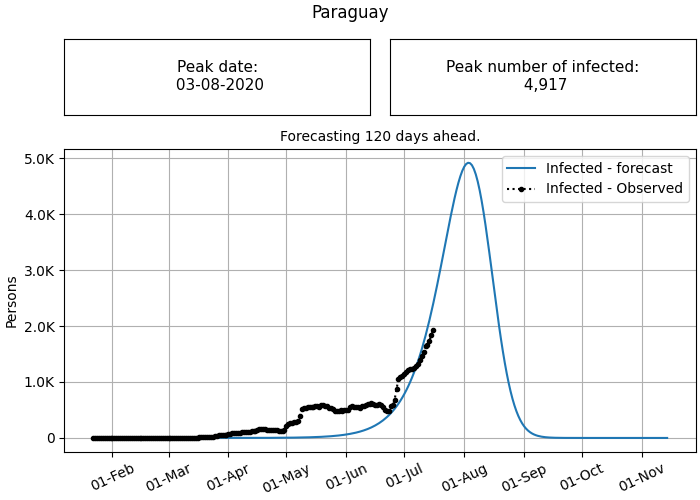 Paraguay
Peak date:
03-08-2020
Peak number of infected:
4,917
Forecasting 120 days ahead.
Infected - forecast
Infected - Observed
Persons
5.0K
4.0K
3.0K
2.0K
1.0K
0
01-Feb
01-Mar
01-Apr
01-May
01-Jun
01-Jul
01-Aug
01-Sep
01-Oct
01-Nov